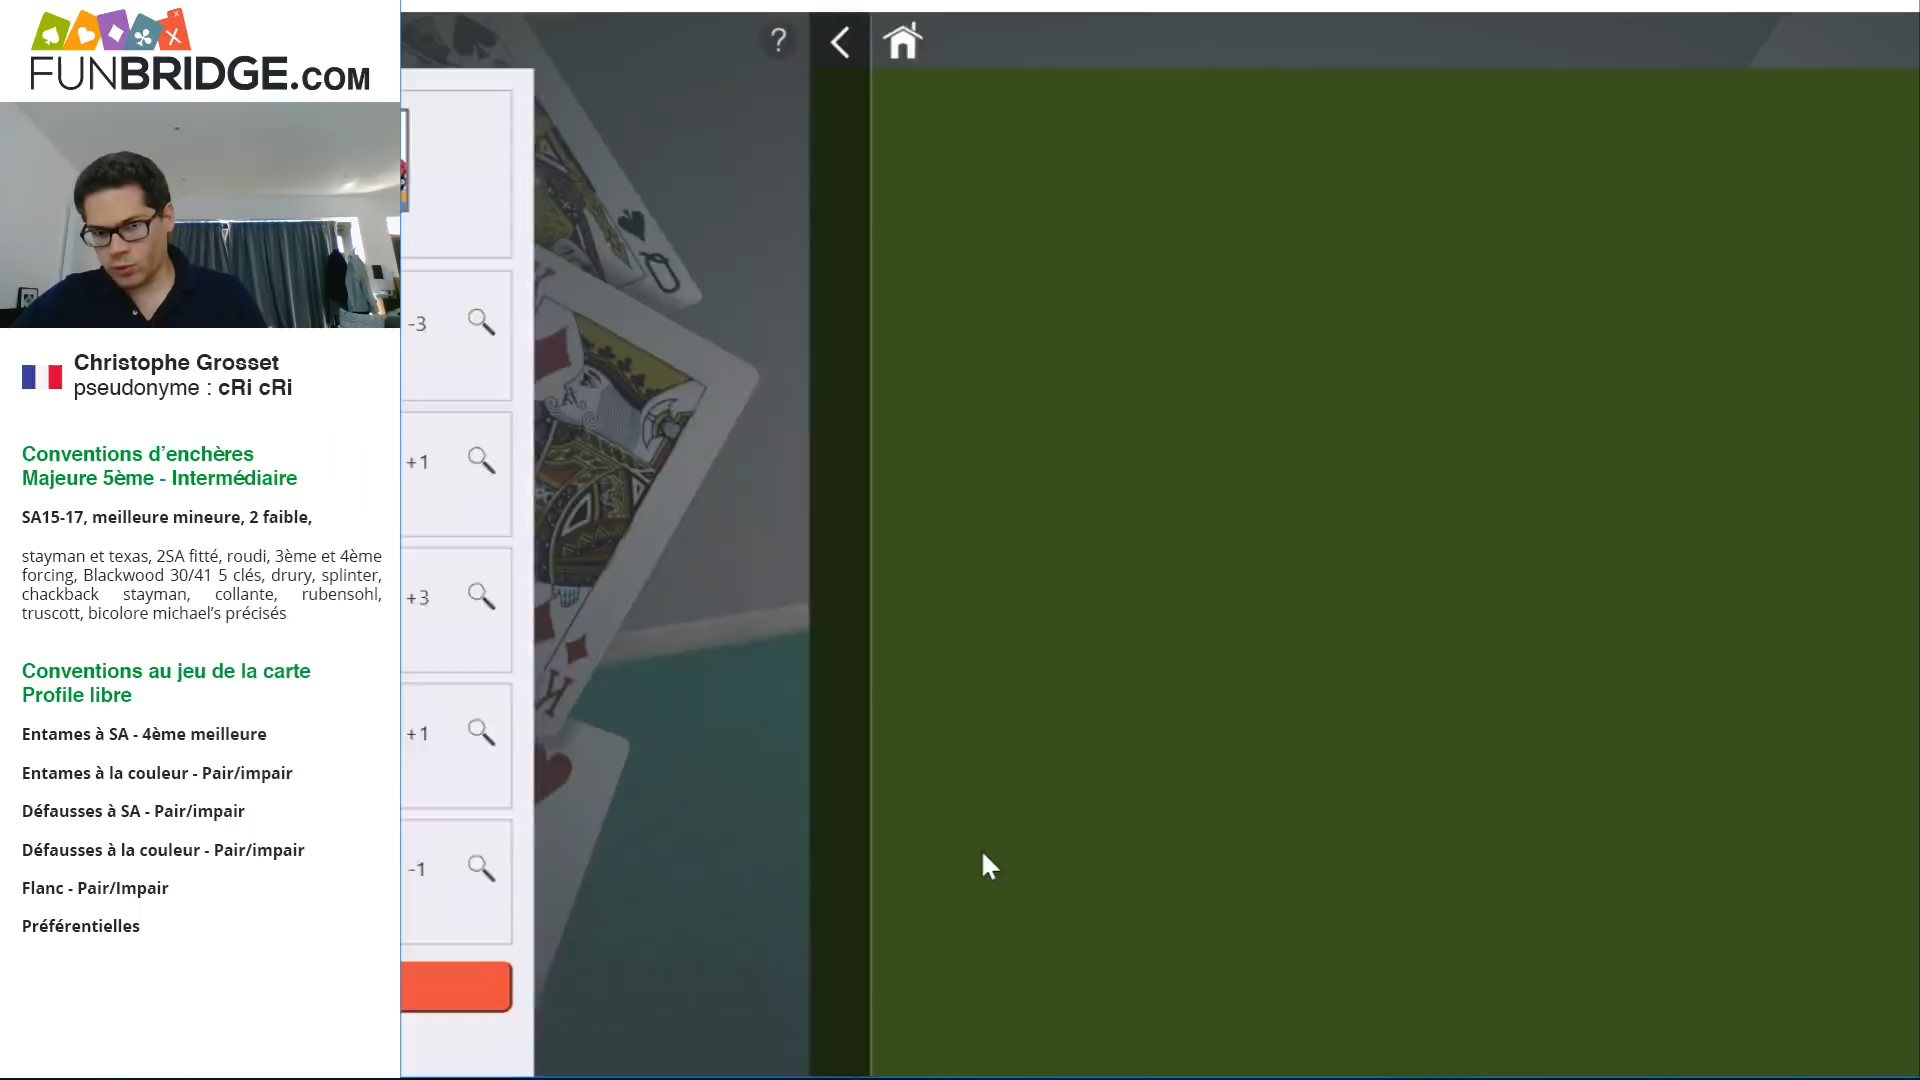 FUNBRIDGE.COM
Christophe Grosset
pseudonyme : cRi cRi
Conventions d'enchères
Majeure 5ème - Intermédiaire
SA15-17, meilleure mineure, 2 faible,
stayman et texas, 2SA fitté, roudi, 3ème et 4ème
forcing, Blackwood 30/41 5 clés, drury, splinter,
chackback stayman, collante, rubensohl,
truscott, bicolore michael's précisés
Conventions au jeu de la carte
Profile libre
Entames à SA - 4ème meilleure
Entames à la couleur - Pair/impair
Défausses à SA - Pair/impair
Défausses à la couleur - Pair/impair
Flanc - Pair/Impair
Préférentielles
-3
+1
+3
+1
-1
?
Q
K